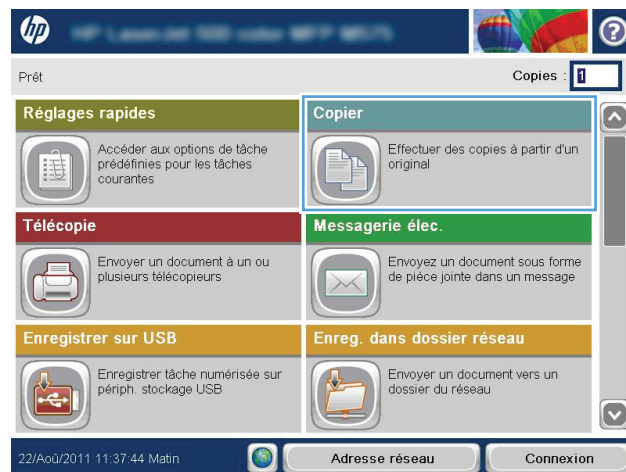 hp
?
Prêt
Copies : 1
Réglages rapides
Accéder aux options de tâche
prédéfinies pour les tâches
courantes
Copier
Effectuer des copies à partir d'un
original
Télécopie
Envoyer un document à un ou
plusieurs télécopieurs
Messagerie élec.
Envoyez un document sous forme
de pièce jointe dans un message
Enregistrer sur USB
Enregistrer tâche numérisée sur
périph. stockage USB
Enreg. dans dossier réseau
Envoyer un document vers un
dossier du réseau
22/Aoû/2011 11:37:44 Matin
Adresse réseau
Connexion